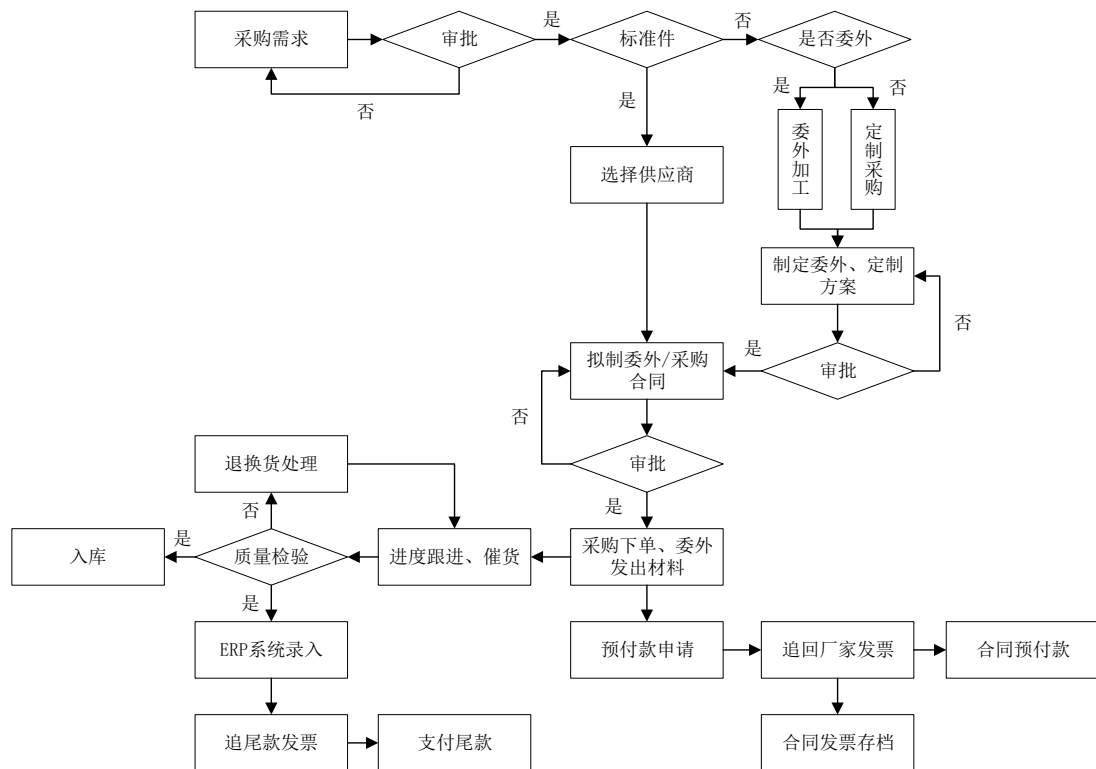 采购需求
审批
是
标准件
否
是否委外
否
是
是
否
委外加工
定制采购
选择供应商
制定委外、定制
方案
否
是
审批
拟制委外/采购
合同
否
审批
是
退换货处理
否
入库
是
质量检验
进度跟进、催货
采购下单、委外
发出材料
是
ERP系统录入
预付款申请
追回厂家发票
合同预付款
追尾款发票
支付尾款
合同发票存档